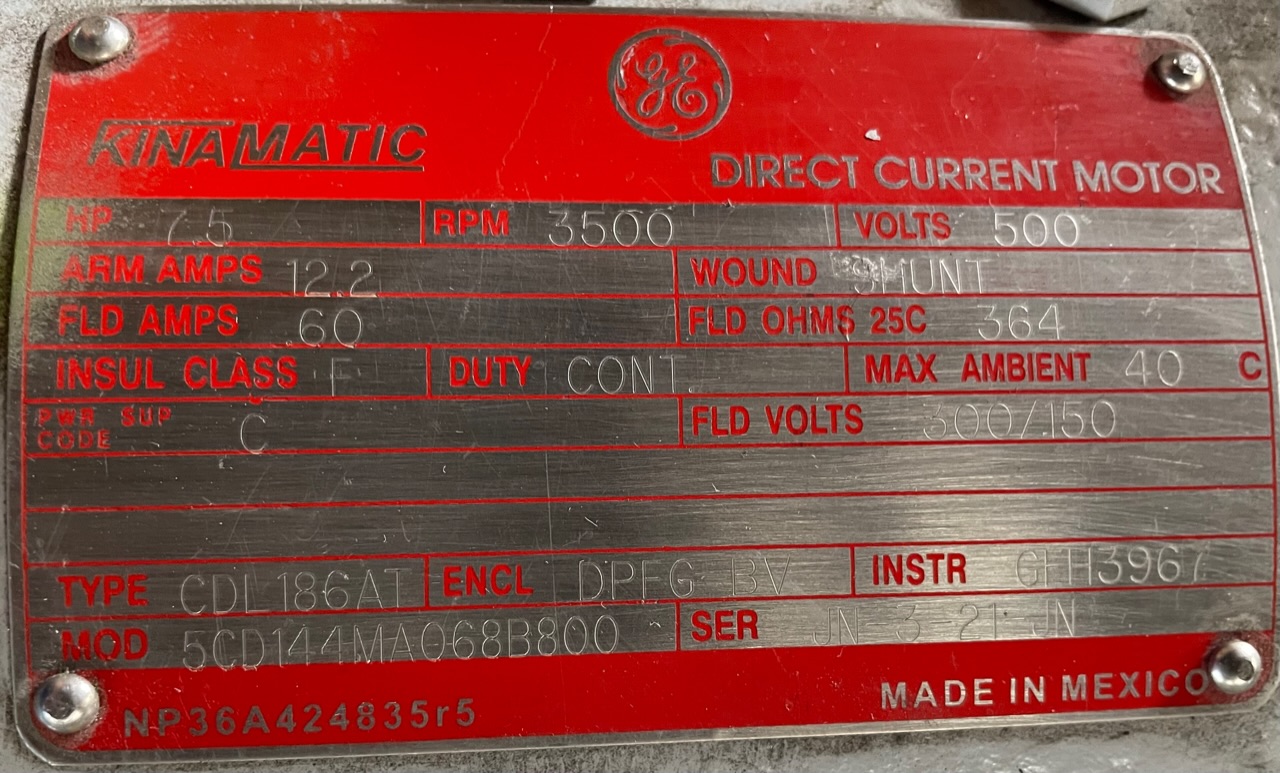 GE
KINAMATIC
DIRECT CURRENT MOTOR
HP 7.5 RPM 3500 VOLTS 500
ARM AMPS 12.2 WOUND SHUNT
FLD AMPS .60 FLD OHMS 25C 364
INSUL CLASS F DUTY CONT. MAX AMBIENT 40 C
PWR SUP CODE C FLD VOLTS 300/150
TYPE CDL186AT ENCL DPFG BV INSTR GEH3967
MOD 5CD144MA068B800 SER JN-3-21-JN
NP36A424835r5 MADE IN MEXICO